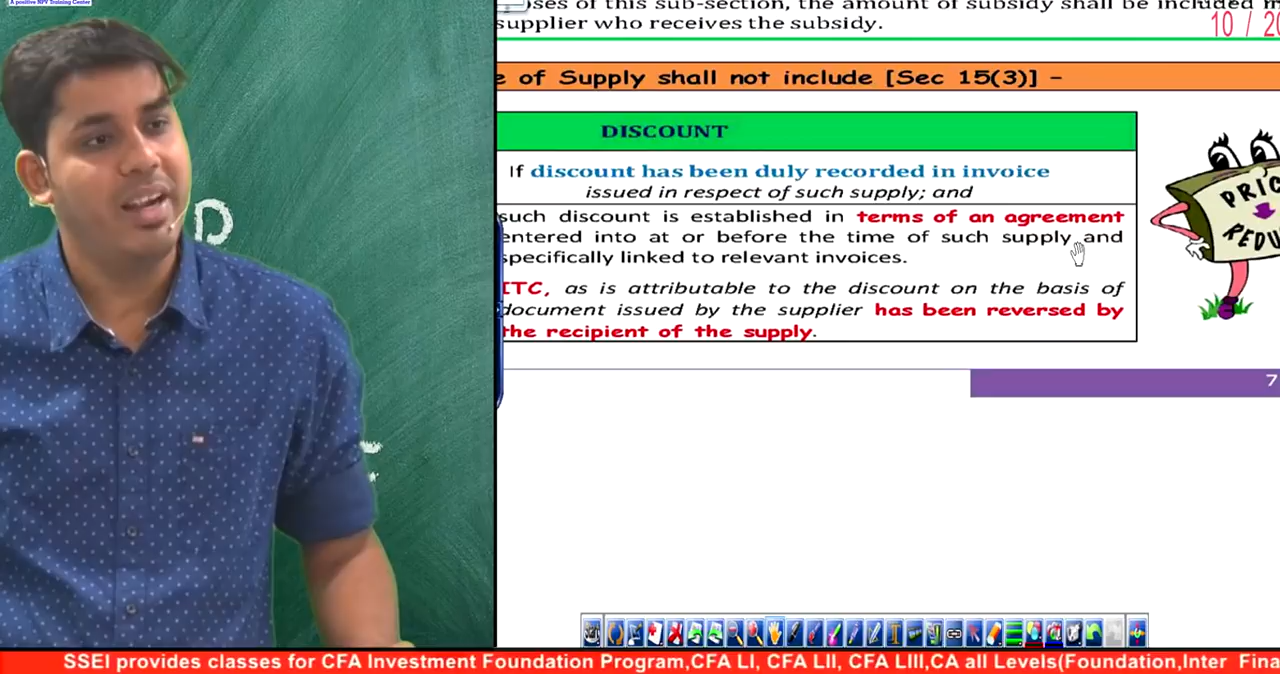 A positive NPV Training Center
oses of this sub-section, the amount of subsidy shall be included in
supplier who receives the subsidy.
10 / 20
e of Supply shall not include [Sec 15(3)] –
DISCOUNT
If discount has been duly recorded in invoice
issued in respect of such supply; and
such discount is established in terms of an agreement
entered into at or before the time of such supply and
specifically linked to relevant invoices.
ITC, as is attributable to the discount on the basis of
document issued by the supplier has been reversed by
the recipient of the supply.
PRIC
REDU
D
7
SSEI provides classes for CFA Investment Foundation Program,CFA LI, CFA LII, CFA LIII,CA all Levels(Foundation,Inter Fina